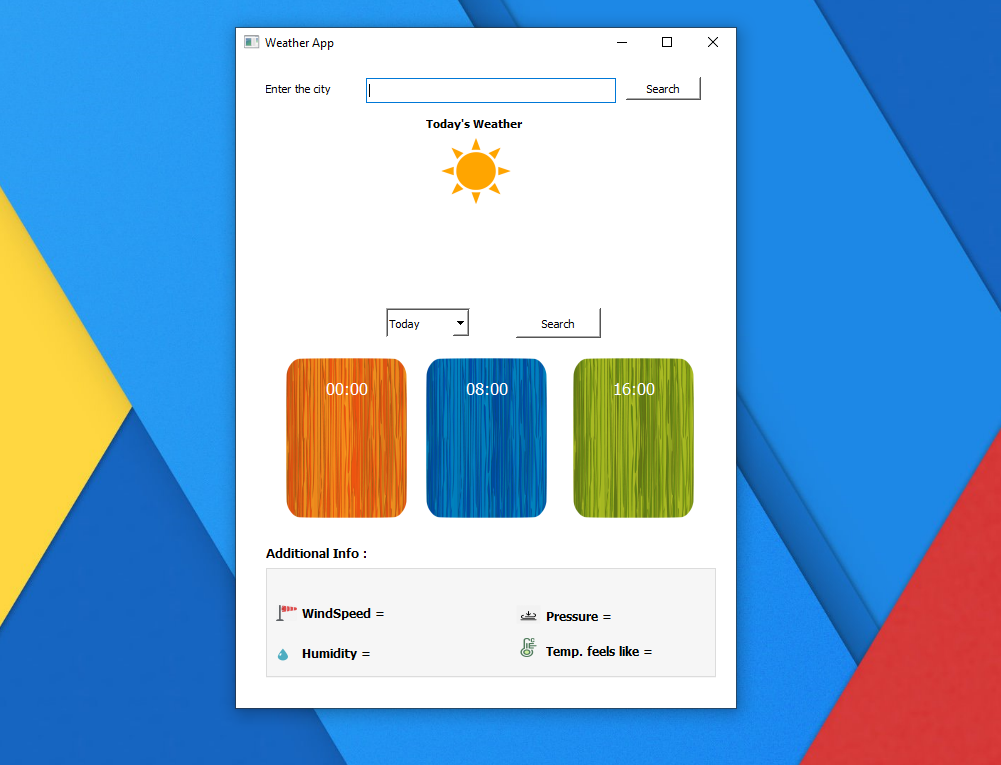 Weather App
Enter the city
Search
Today's Weather
Today
Search
00:00
08:00
16:00
Additional Info :
WindSpeed =
Pressure =
Humidity =
Temp. feels like =